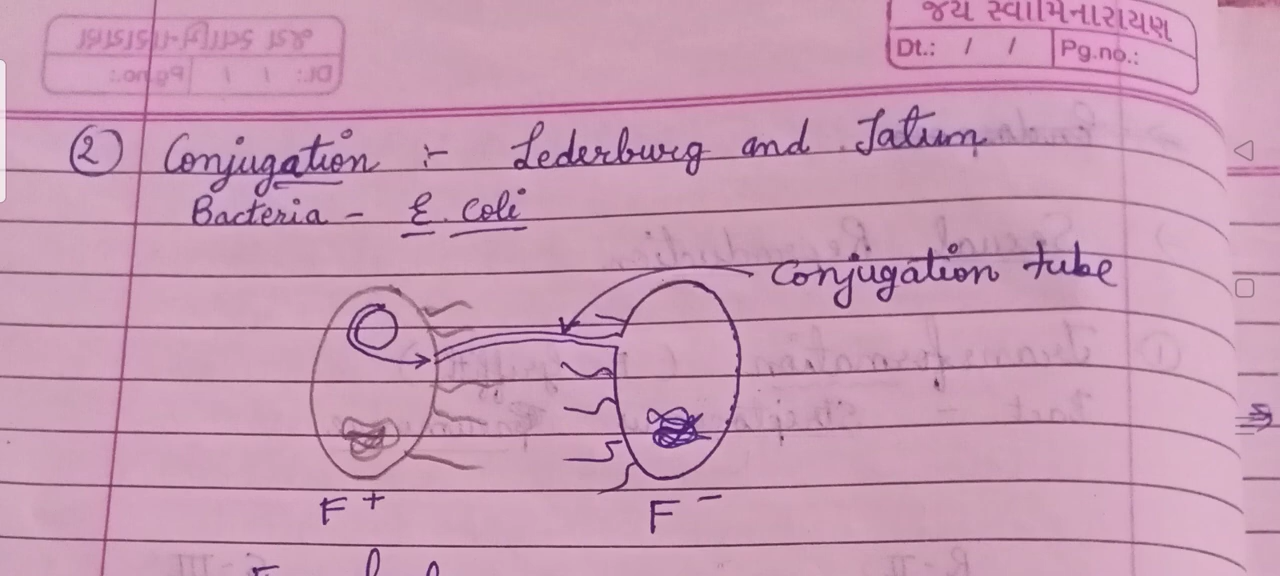 જય સ્વામિનારાયણ
Dt.: / / Pg.no.:
② Conjugation :- Lederburg and Tatum
Bacteria - E. Coli
Conjugation tube
F+ F-